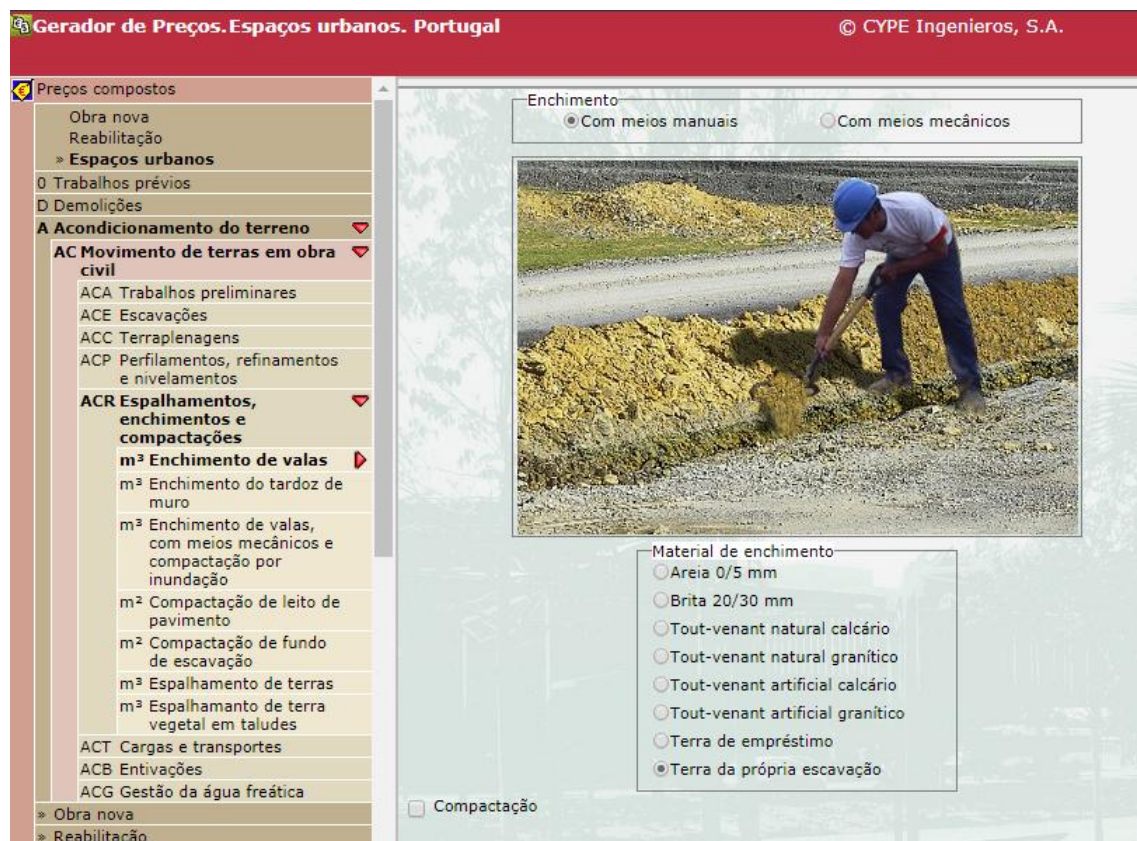 Gerador de Preços. Espaços urbanos. Portugal
© CYPE Ingenieros, S.A.
Preços compostos
Obra nova
Reabilitação
» Espaços urbanos
0 Trabalhos prévios
D Demolições
A Acondicionamento do terreno
AC Movimento de terras em obra
civil
ACA Trabalhos preliminares
ACE Escavações
ACC Terraplenagens
ACP Perfilamentos, refinamentos
e nivelamentos
ACR Espalhamentos,
enchimentos e
compactações
m³ Enchimento de valas
m³ Enchimento do tardoz de
muro
m³ Enchimento de valas,
com meios mecânicos e
compactação por
inundação
m² Compactação de leito de
pavimento
m² Compactação de fundo
de escavação
m³ Espalhamento de terras
m³ Espalhamanto de terra
vegetal em taludes
ACT Cargas e transportes
ACB Entivações
ACG Gestão da água freática
» Obra nova
» Reabilitação
Enchimento
Com meios manuais
Com meios mecânicos
Material de enchimento
Areia 0/5 mm
Brita 20/30 mm
Tout-venant natural calcário
Tout-venant natural granítico
Tout-venant artificial calcário
Tout-venant artificial granítico
Terra de empréstimo
Terra da própria escavação
Compactação